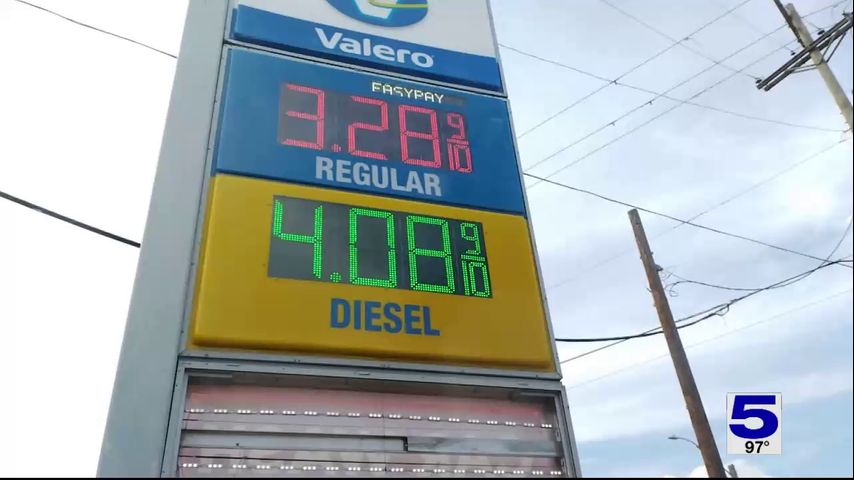 Valero
EASYPAY
3.28 9/10
REGULAR
4.08 9/10
DIESEL
5
97°